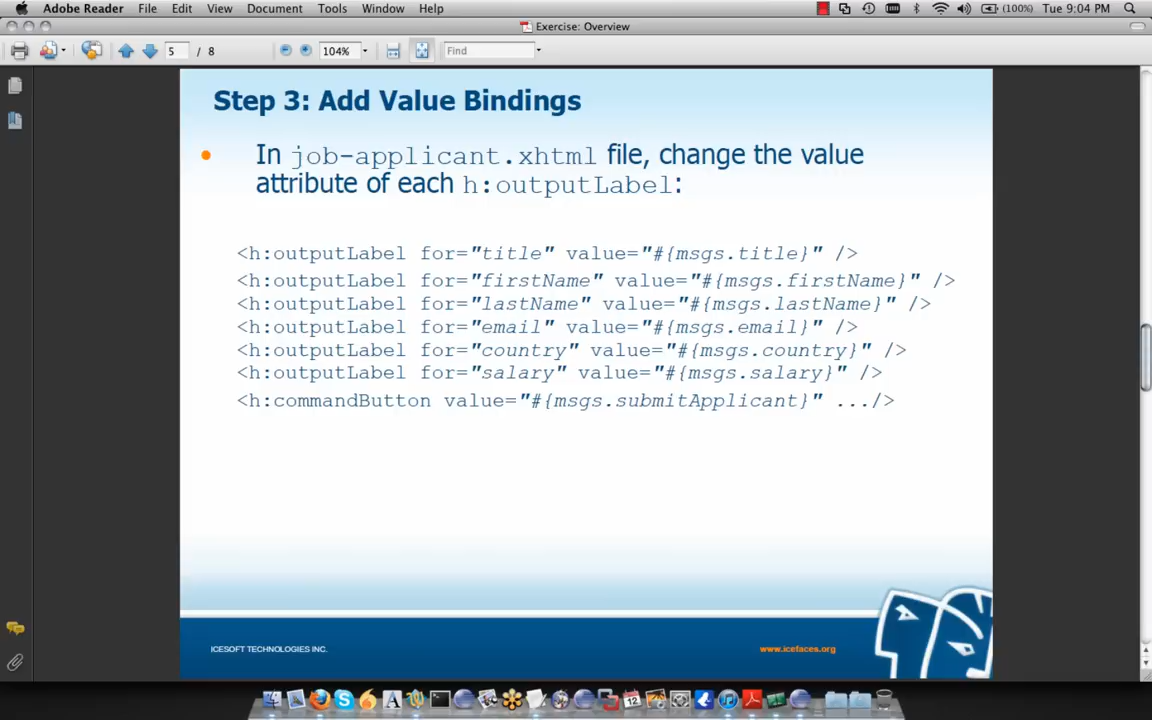 Adobe Reader File Edit View Document Tools Window Help (100%) Tue 9:04 PM
Exercise: Overview
5 / 8 104% Find
Step 3: Add Value Bindings
In job-applicant.xhtml file, change the value
attribute of each h:outputLabel:
<h:outputLabel for="title" value="#{msgs.title}" />
<h:outputLabel for="firstName" value="#{msgs.firstName}" />
<h:outputLabel for="lastName" value="#{msgs.lastName}" />
<h:outputLabel for="email" value="#{msgs.email}" />
<h:outputLabel for="country" value="#{msgs.country}" />
<h:outputLabel for="salary" value="#{msgs.salary}" />
<h:commandButton value="#{msgs.submitApplicant}" .../>
ICESOFT TECHNOLOGIES INC. www.icefaces.org
12